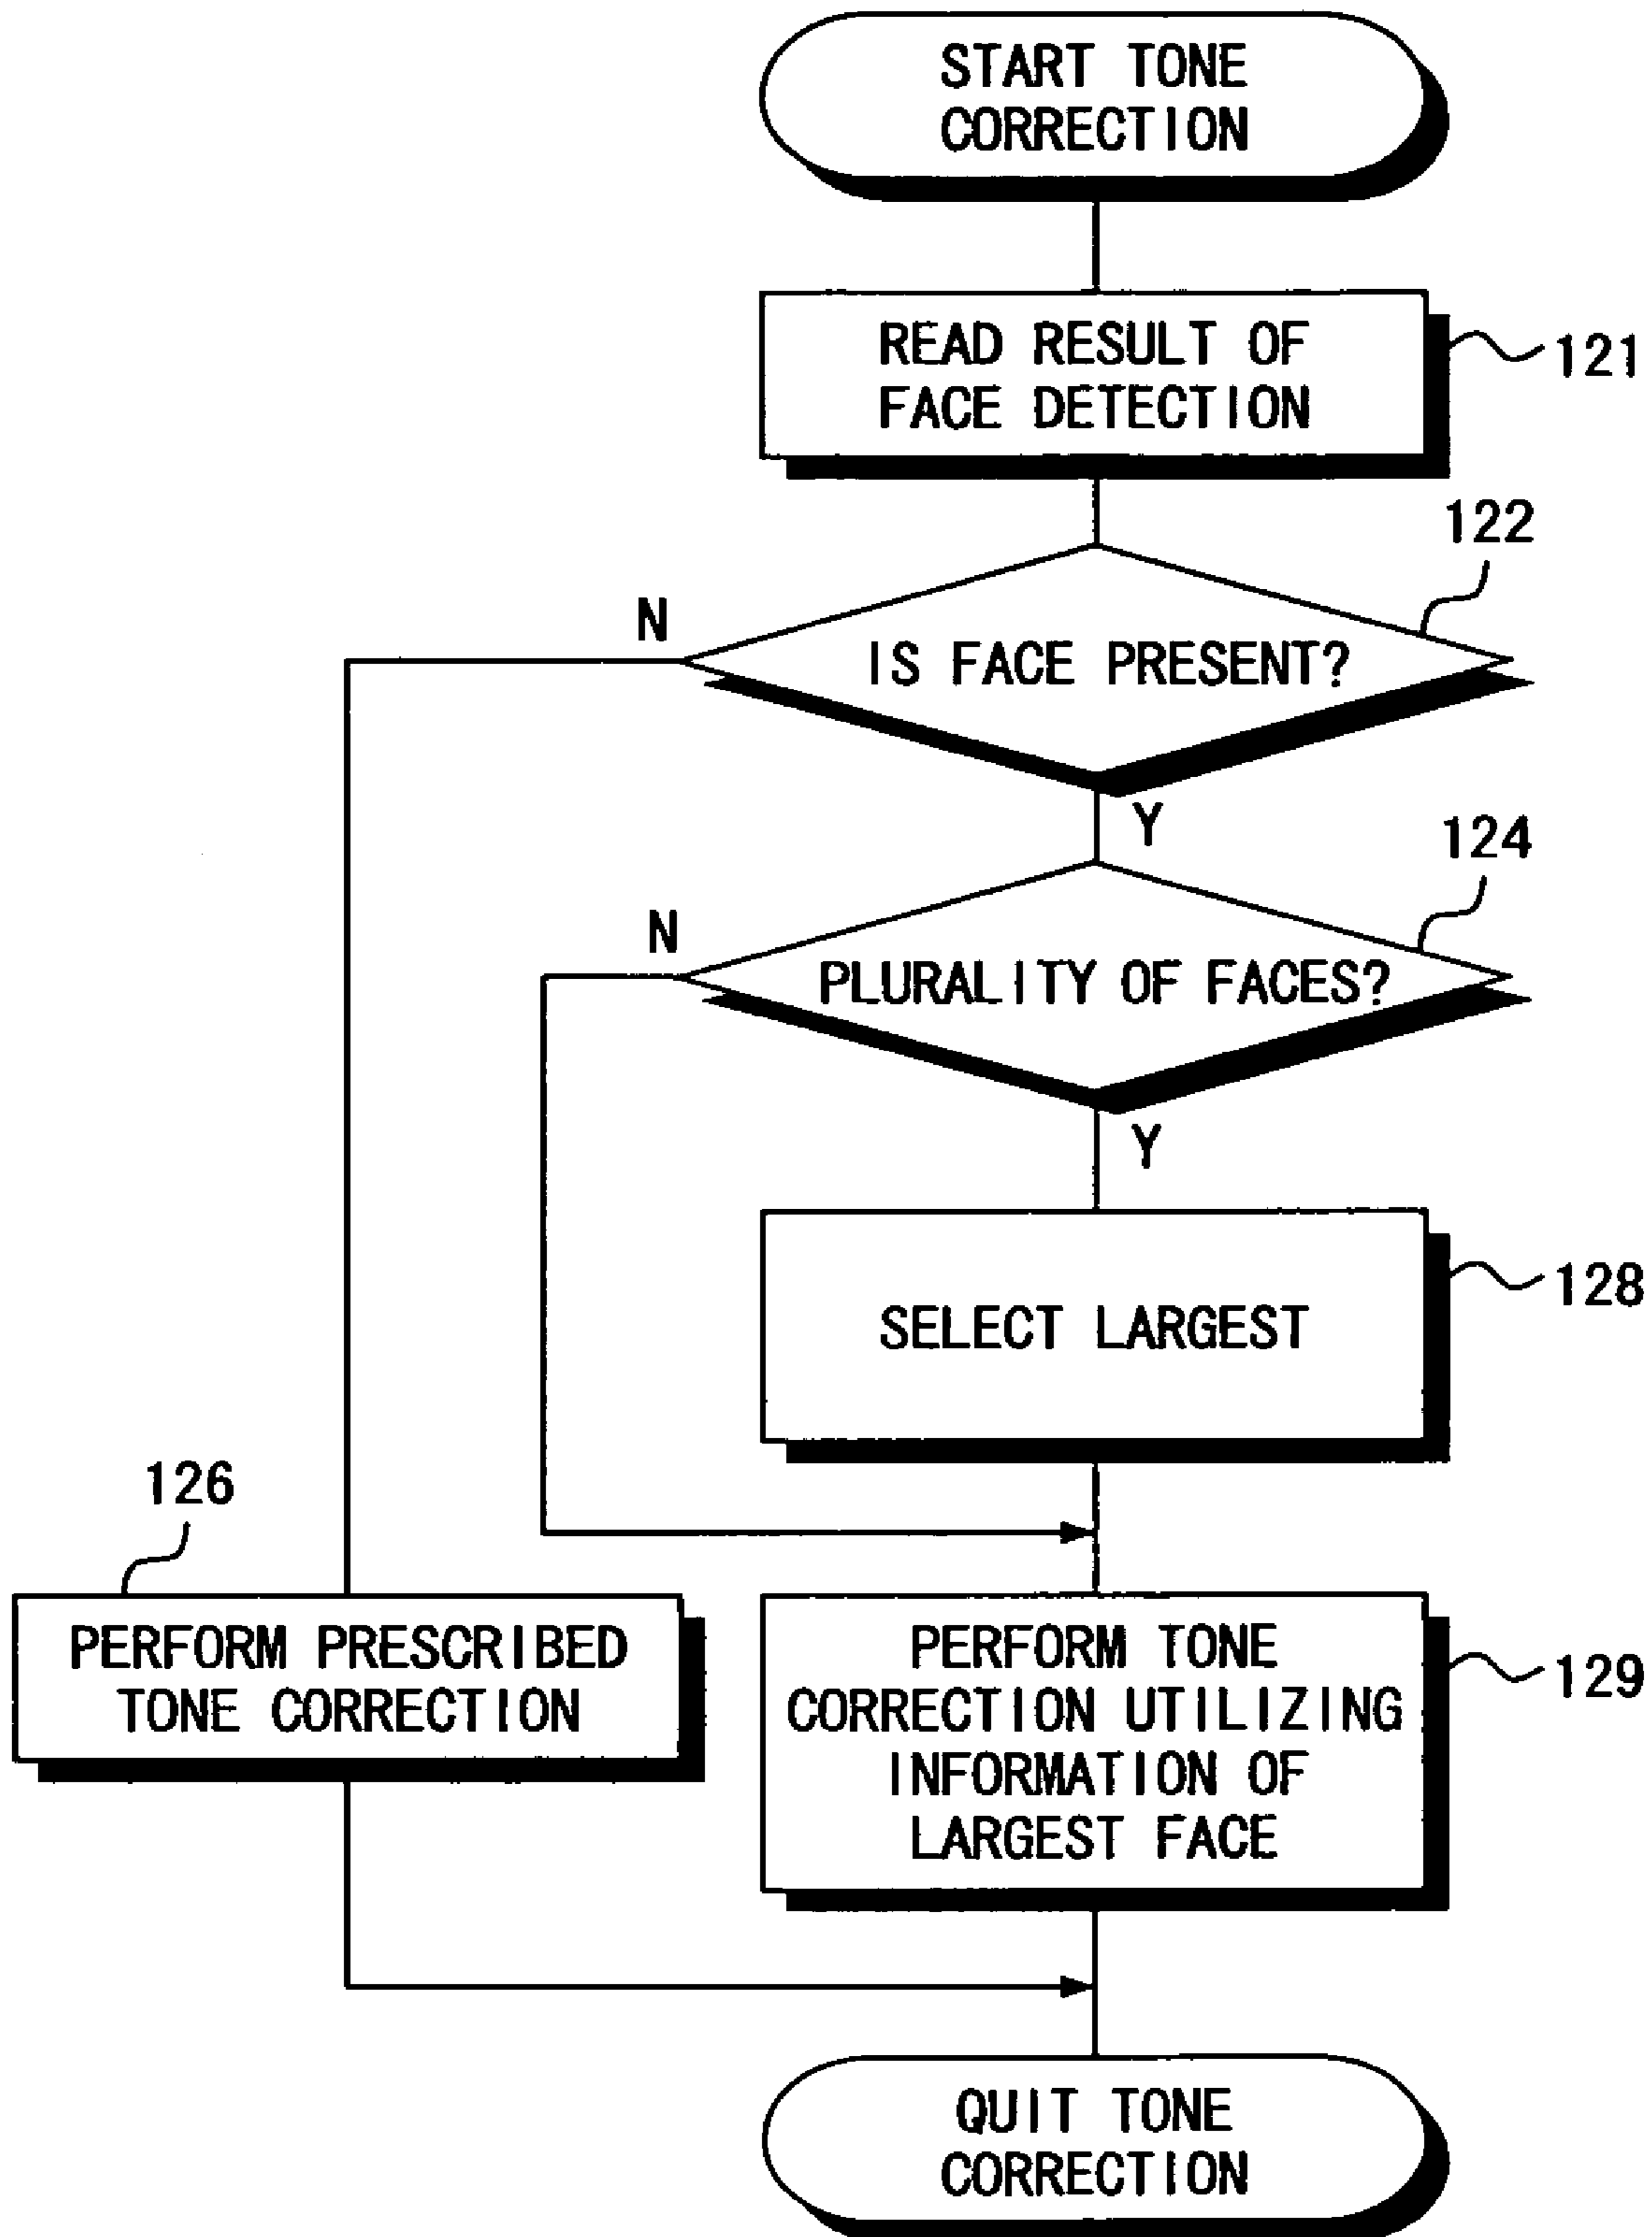 START TONE
CORRECTION
READ RESULT OF
FACE DETECTION
121
122
N
IS FACE PRESENT?
Y
124
N
PLURALITY OF FACES?
Y
SELECT LARGEST
128
126
PERFORM PRESCRIBED
TONE CORRECTION
PERFORM TONE
CORRECTION UTILIZING
INFORMATION OF
LARGEST FACE
129
QUIT TONE
CORRECTION